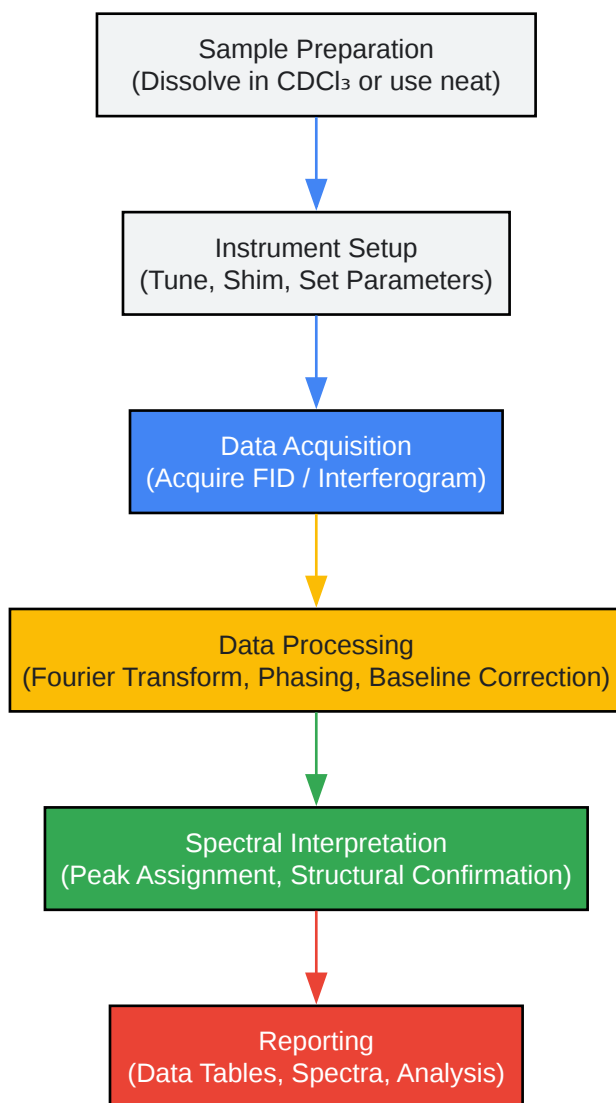 Sample Preparation
(Dissolve in CDCl₃ or use neat)
Instrument Setup
(Tune, Shim, Set Parameters)
Data Acquisition
(Acquire FID / Interferogram)
Data Processing
(Fourier Transform, Phasing, Baseline Correction)
Spectral Interpretation
(Peak Assignment, Structural Confirmation)
Reporting
(Data Tables, Spectra, Analysis)